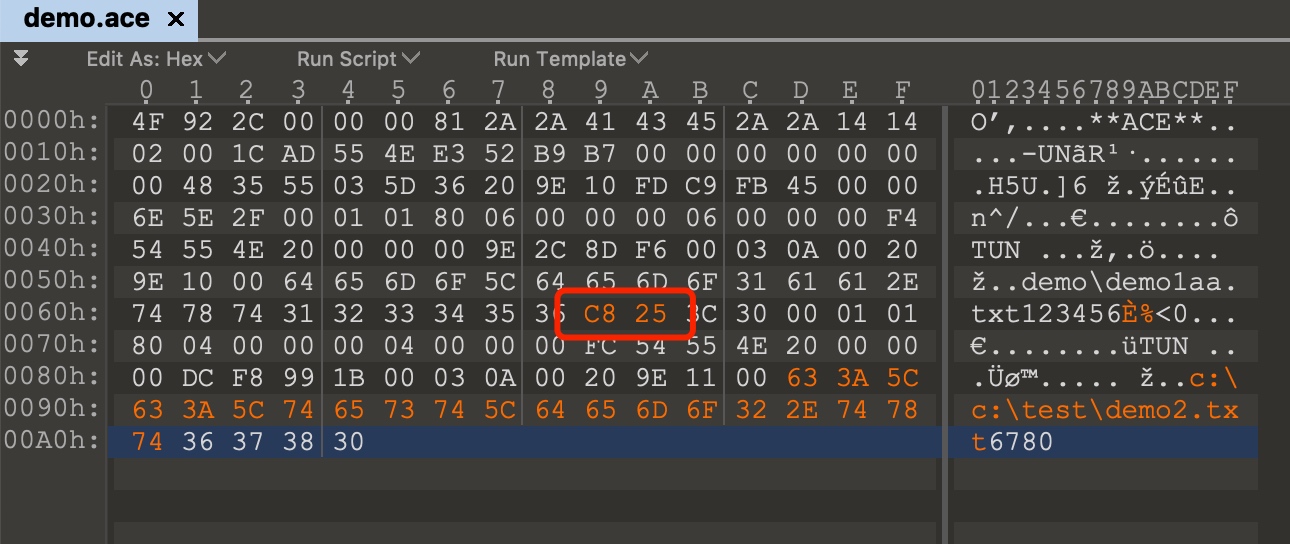 demo.ace ×
Edit As: Hex Run Script Run Template
0 1 2 3 4 5 6 7 8 9 A B C D E F 0123456789ABCDEF
0000h: 4F 92 2C 00 00 00 81 2A 2A 41 43 45 2A 2A 14 14 O’,....**ACE**..
0010h: 02 00 1C AD 55 4E E3 52 B9 B7 00 00 00 00 00 00 ...-UNãR¹·......
0020h: 00 48 35 55 03 5D 36 20 9E 10 FD C9 FB 45 00 00 .H5U.]6 ž.ýÉûE..
0030h: 6E 5E 2F 00 01 01 80 06 00 00 00 06 00 00 00 F4 n^/...€........ô
0040h: 54 55 4E 20 00 00 00 9E 2C 8D F6 00 03 0A 00 20 TUN ...ž,.ö....
0050h: 9E 10 00 64 65 6D 6F 5C 64 65 6D 6F 31 61 61 2E ž..demo\demo1aa.
0060h: 74 78 74 31 32 33 34 35 36 C8 25 3C 30 00 01 01 txt123456È%<0...
0070h: 80 04 00 00 00 04 00 00 00 FC 54 55 4E 20 00 00 €........üTUN ..
0080h: 00 DC F8 99 1B 00 03 0A 00 20 9E 11 00 63 3A 5C .Üø™..... ž..c:\
0090h: 63 3A 5C 74 65 73 74 5C 64 65 6D 6F 32 2E 74 78 c:\test\demo2.tx
00A0h: 74 36 37 38 30 t6780